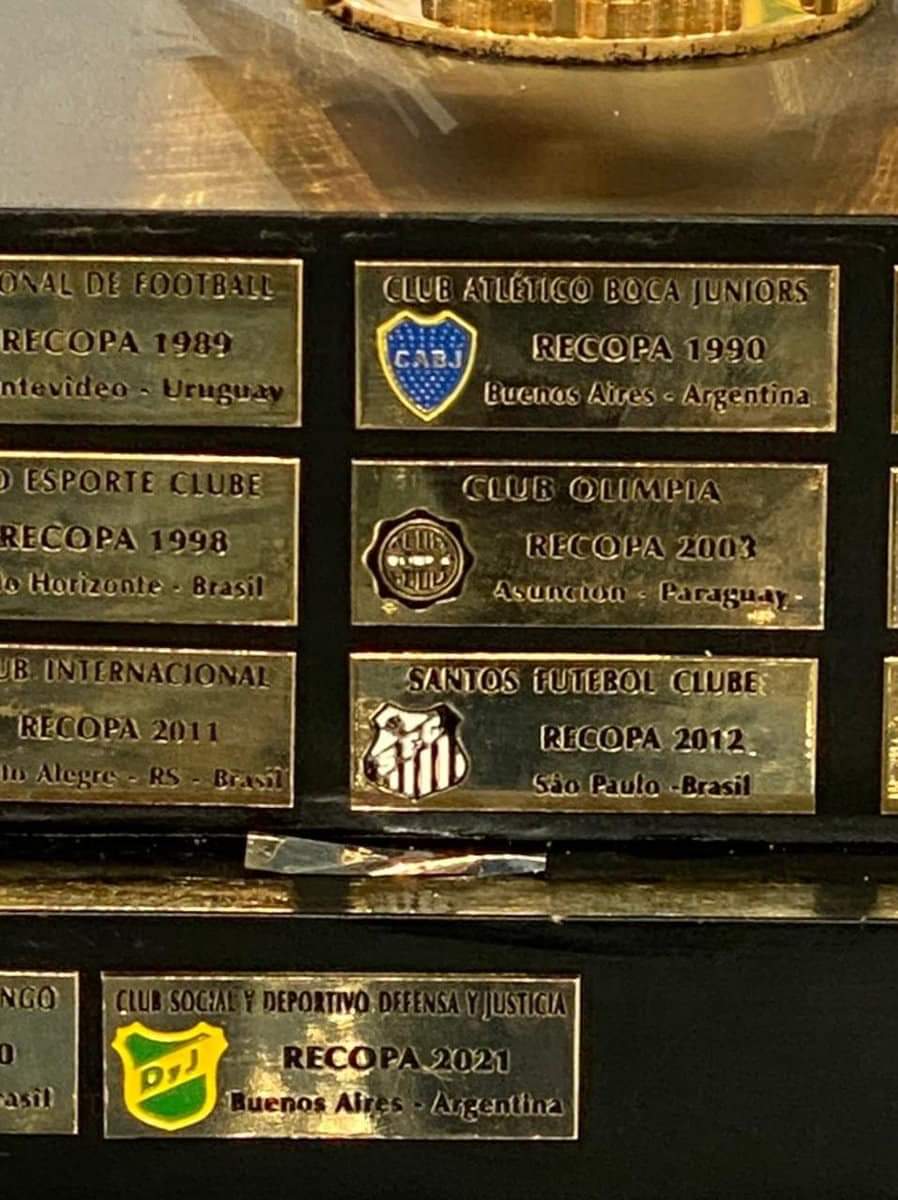 ONAL DE FOOTBALL
RECOPA 1989
ntevideo - Uruguay
CLUB ATLÉTICO BOCA JUNIORS
CABJ
RECOPA 1990
Buenos Aires - Argentina
O ESPORTE CLUBE
RECOPA 1998
lo Horizonte - Brasil
CLUB OLIMPIA
RECOPA 2003
Asunción - Paraguay
UB INTERNACIONAL
RECOPA 2011
to Alegre - RS - Brasil
SANTOS FUTEBOL CLUBE
RECOPA 2012
São Paulo -Brasil
NGO
0
rasil
CLUB SOCIAL Y DEPORTIVO DEFENSA Y JUSTICIA
DyJ
RECOPA 2021
Buenos Aires - Argentina